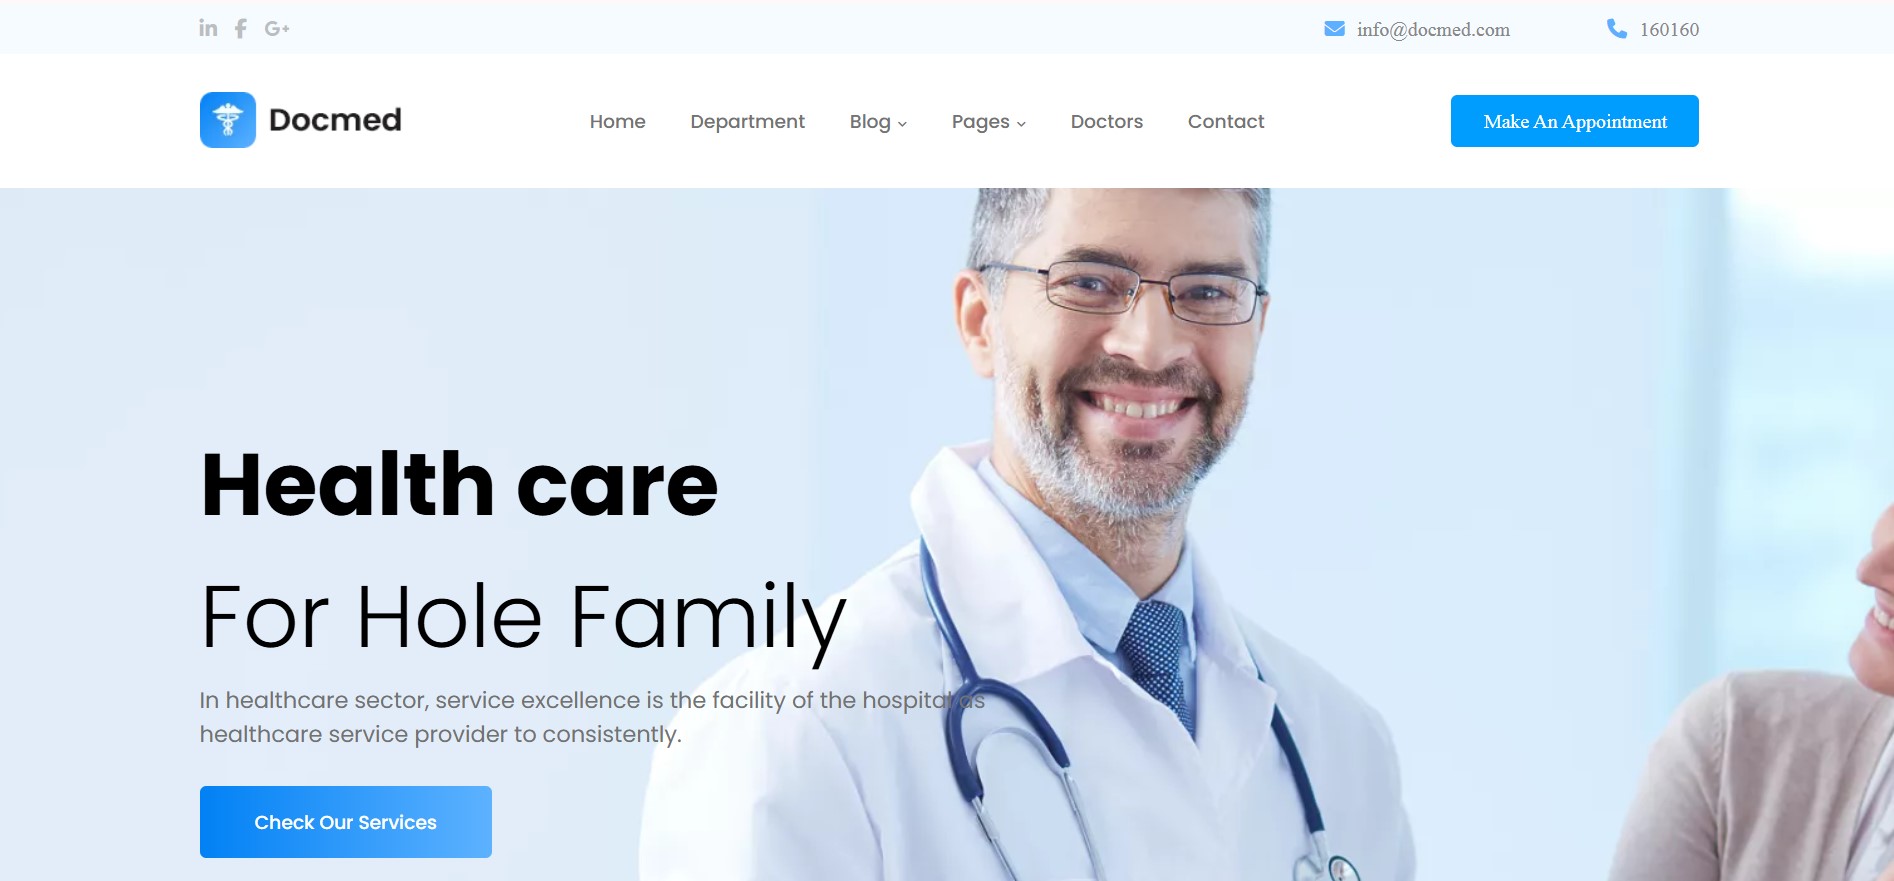 info@docmed.com
160160
Docmed
Home
Department
Blog
Pages
Doctors
Contact
Make An Appointment
Health care
For Hole Family
In healthcare sector, service excellence is the facility of the hospital as
healthcare service provider to consistently.
Check Our Services